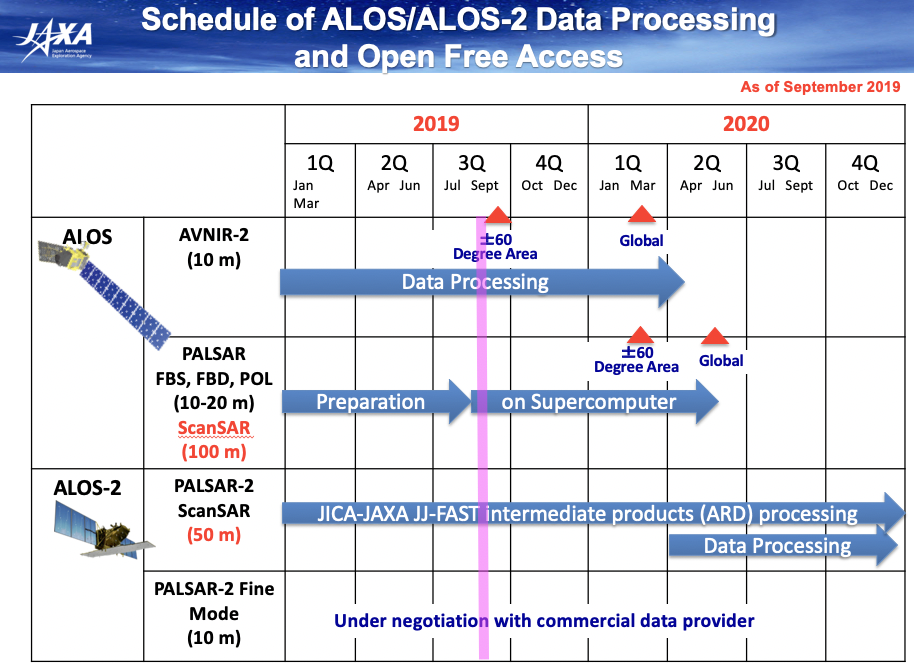 Schedule of ALOS/ALOS-2 Data Processing
and Open Free Access
JAXA
Japan Aerospace
Exploration Agency
As of September 2019
2019
2020
1Q
2Q
3Q
4Q
1Q
2Q
3Q
4Q
Jan
Mar
Apr Jun
Jul Sept
Oct Dec
Jan Mar
Apr Jun
Jul Sept
Oct Dec
ALOS
AVNIR-2
(10 m)
±60
Degree Area
Global
Data Processing
PALSAR
FBS, FBD, POL
(10-20 m)
ScanSAR
(100 m)
±60
Degree Area
Global
Preparation
on Supercomputer
ALOS-2
PALSAR-2
ScanSAR
(50 m)
JICA-JAXA JJ-FAST intermediate products (ARD) processing
Data Processing
PALSAR-2 Fine
Mode
(10 m)
Under negotiation with commercial data provider